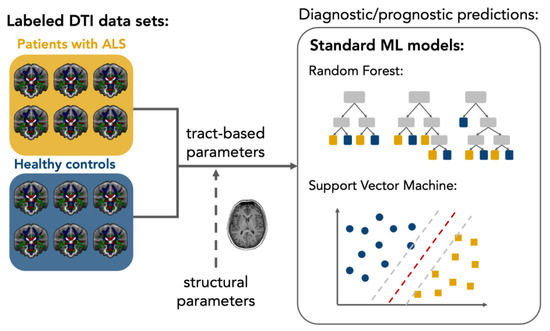 Labeled DTI data sets:
Patients with ALS
Healthy controls
tract-based
parameters
structural
parameters
Diagnostic/prognostic predictions:
Standard ML models:
Random Forest:
Support Vector Machine: